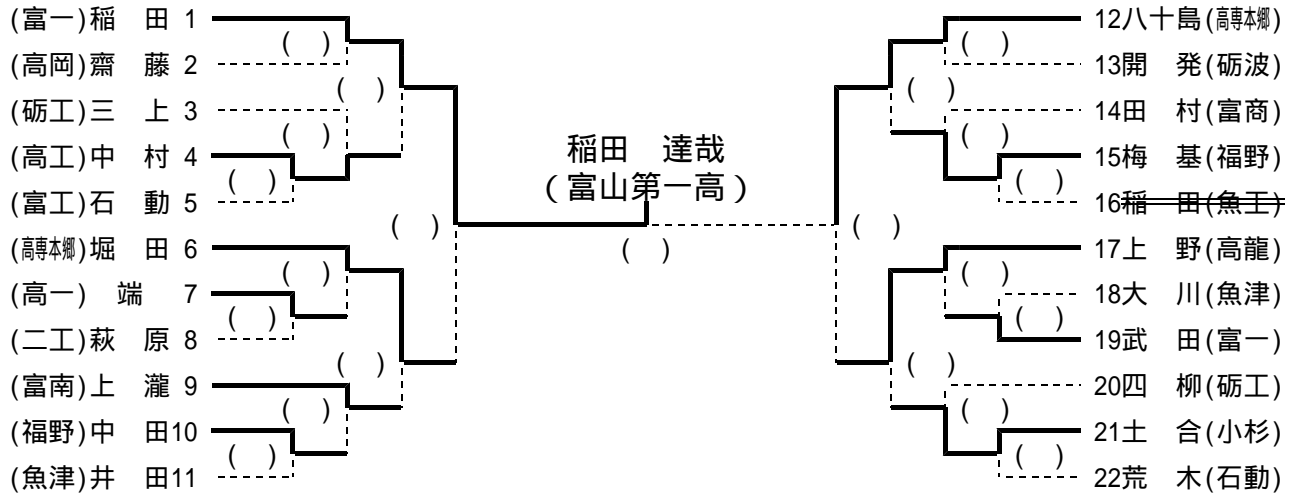 (富一)稲　田 1
(　)
(高岡)齋　藤 2
(　)
(砺工)三　上 3
(　)
(高工)中　村 4
(　)
(富工)石　動 5
(　)
(高専本郷)堀　田 6
(　)
(高一)　端　 7
(　)
(二工)萩　原 8
(　)
(富南)上　瀧 9
(　)
(福野)中　田10
(　)
(魚津)井　田11
稲田　達哉
(富山第一高)
(　)
12八十島(高専本郷)
(　)
13開　発(砺波)
(　)
14田　村(富商)
15梅　基(福野)
(　)
16稲　田(魚工)
(　)
17上　野(高龍)
(　)
18大　川(魚津)
(　)
19武　田(富一)
(　)
20四　柳(砺工)
(　)
21土　合(小杉)
(　)
22荒　木(石動)